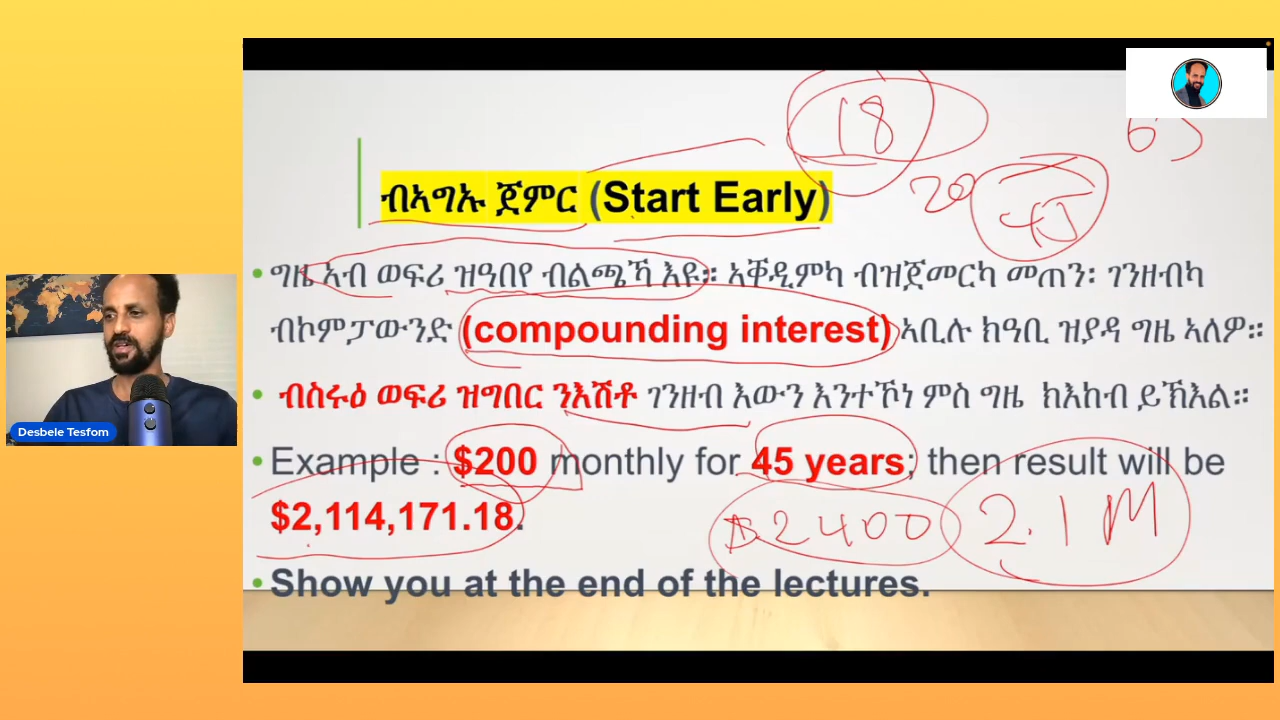 18
65
20
45
ብኣግኡ ጀምር (Start Early)
• ግዜ ኣብ ወፍሪ ዝዓበየ ብልጫኻ እዩ። ኣቐዲምካ ብዝጀመርካ መጠን፡ ገንዘብካ
ብኮምፓውንድ (compounding interest) ኣቢሉ ክዓቢ ዝያዳ ግዜ ኣለዎ።
• ብስሩዕ ወፍሪ ዝግበር ንእሽቶ ገንዘብ እውን እንተኾነ ምስ ግዜ ክእከብ ይኽእል።
• Example : $200 monthly for 45 years; then result will be
$2,114,171.18.
$2400
2.1 M
• Show you at the end of the lectures.
Desbele Tesfom